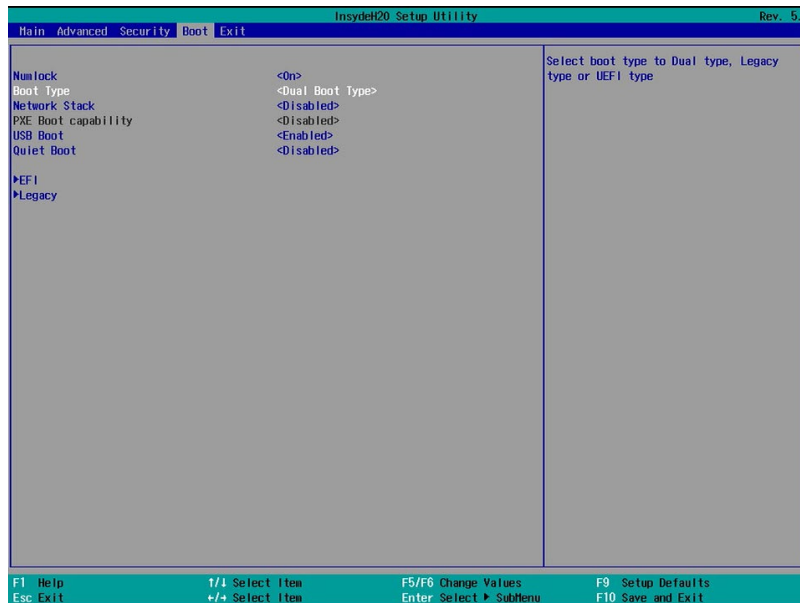 InsydeH20 Setup Utility Rev. 5.
Main Advanced Security Boot Exit
Numlock <On>
Boot Type <Dual Boot Type>
Network Stack <Disabled>
PXE Boot capability <Disabled>
USB Boot <Enabled>
Quiet Boot <Disabled>
▶EFI
▶Legacy
Select boot type to Dual type, Legacy
type or UEFI type
F1 Help ↑/↓ Select Item F5/F6 Change Values F9 Setup Defaults
Esc Exit ←/→ Select Item Enter Select ▶ SubMenu F10 Save and Exit